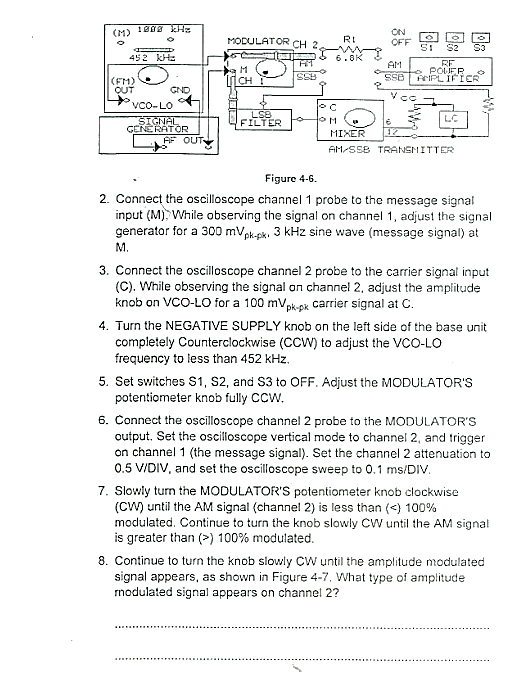 (M) 1000 kHz
452 kHz
(FM)
OUT GND
VCO-LO
SIGNAL
GENERATOR
AF OUT
MODULATOR CH 2
M
CH 1
R1
6.8K
AM
SSB
ON
OFF
S1 S2 S3
AM
SSB
RF
POWER
AMPLIFIER
Vcc
LSB
FILTER
C
M
MIXER
6
12
LC
AM/SSB TRANSMITTER
Figure 4-6.
2. Connect the oscilloscope channel 1 probe to the message signal
input (M). While observing the signal on channel 1, adjust the signal
generator for a 300 mVpk-pk, 3 kHz sine wave (message signal) at
M.
3. Connect the oscilloscope channel 2 probe to the carrier signal input
(C). While observing the signal on channel 2, adjust the amplitude
knob on VCO-LO for a 100 mVpk-pk carrier signal at C.
4. Turn the NEGATIVE SUPPLY knob on the left side of the base unit
completely Counterclockwise (CCW) to adjust the VCO-LO
frequency to less than 452 kHz.
5. Set switches S1, S2, and S3 to OFF. Adjust the MODULATOR'S
potentiometer knob fully CCW.
6. Connect the oscilloscope channel 2 probe to the MODULATOR'S
output. Set the oscilloscope vertical mode to channel 2, and trigger
on channel 1 (the message signal). Set the channel 2 attenuation to
0.5 V/DIV, and set the oscilloscope sweep to 0.1 ms/DIV.
7. Slowly turn the MODULATOR'S potentiometer knob clockwise
(CW) until the AM signal (channel 2) is less than (<) 100%
modulated. Continue to turn the knob slowly CW until the AM signal
is greater than (>) 100% modulated.
8. Continue to turn the knob slowly CW until the amplitude modulated
signal appears, as shown in Figure 4-7. What type of amplitude
modulated signal appears on channel 2?